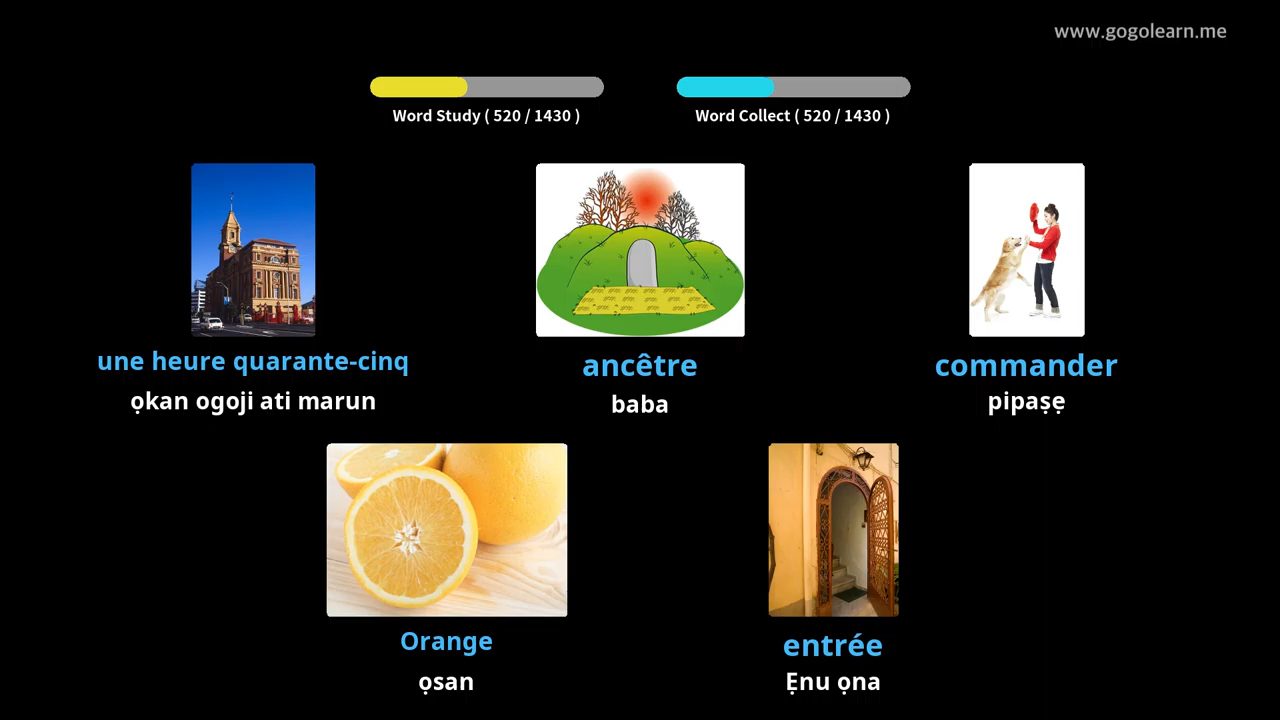 www.gogolearn.me
Word Study ( 520 / 1430 )
Word Collect ( 520 / 1430 )
une heure quarante-cinq
ọkan ogoji ati marun
ancêtre
baba
commander
pipaṣẹ
Orange
ọsan
entrée
Ẹnu ọna